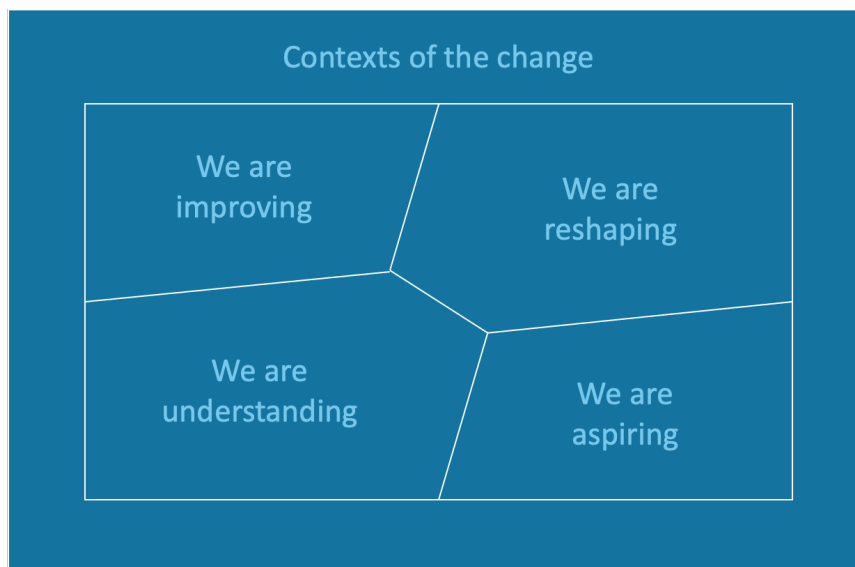 Contexts of the change
We are
improving
We are
reshaping
We are
understanding
We are
aspiring